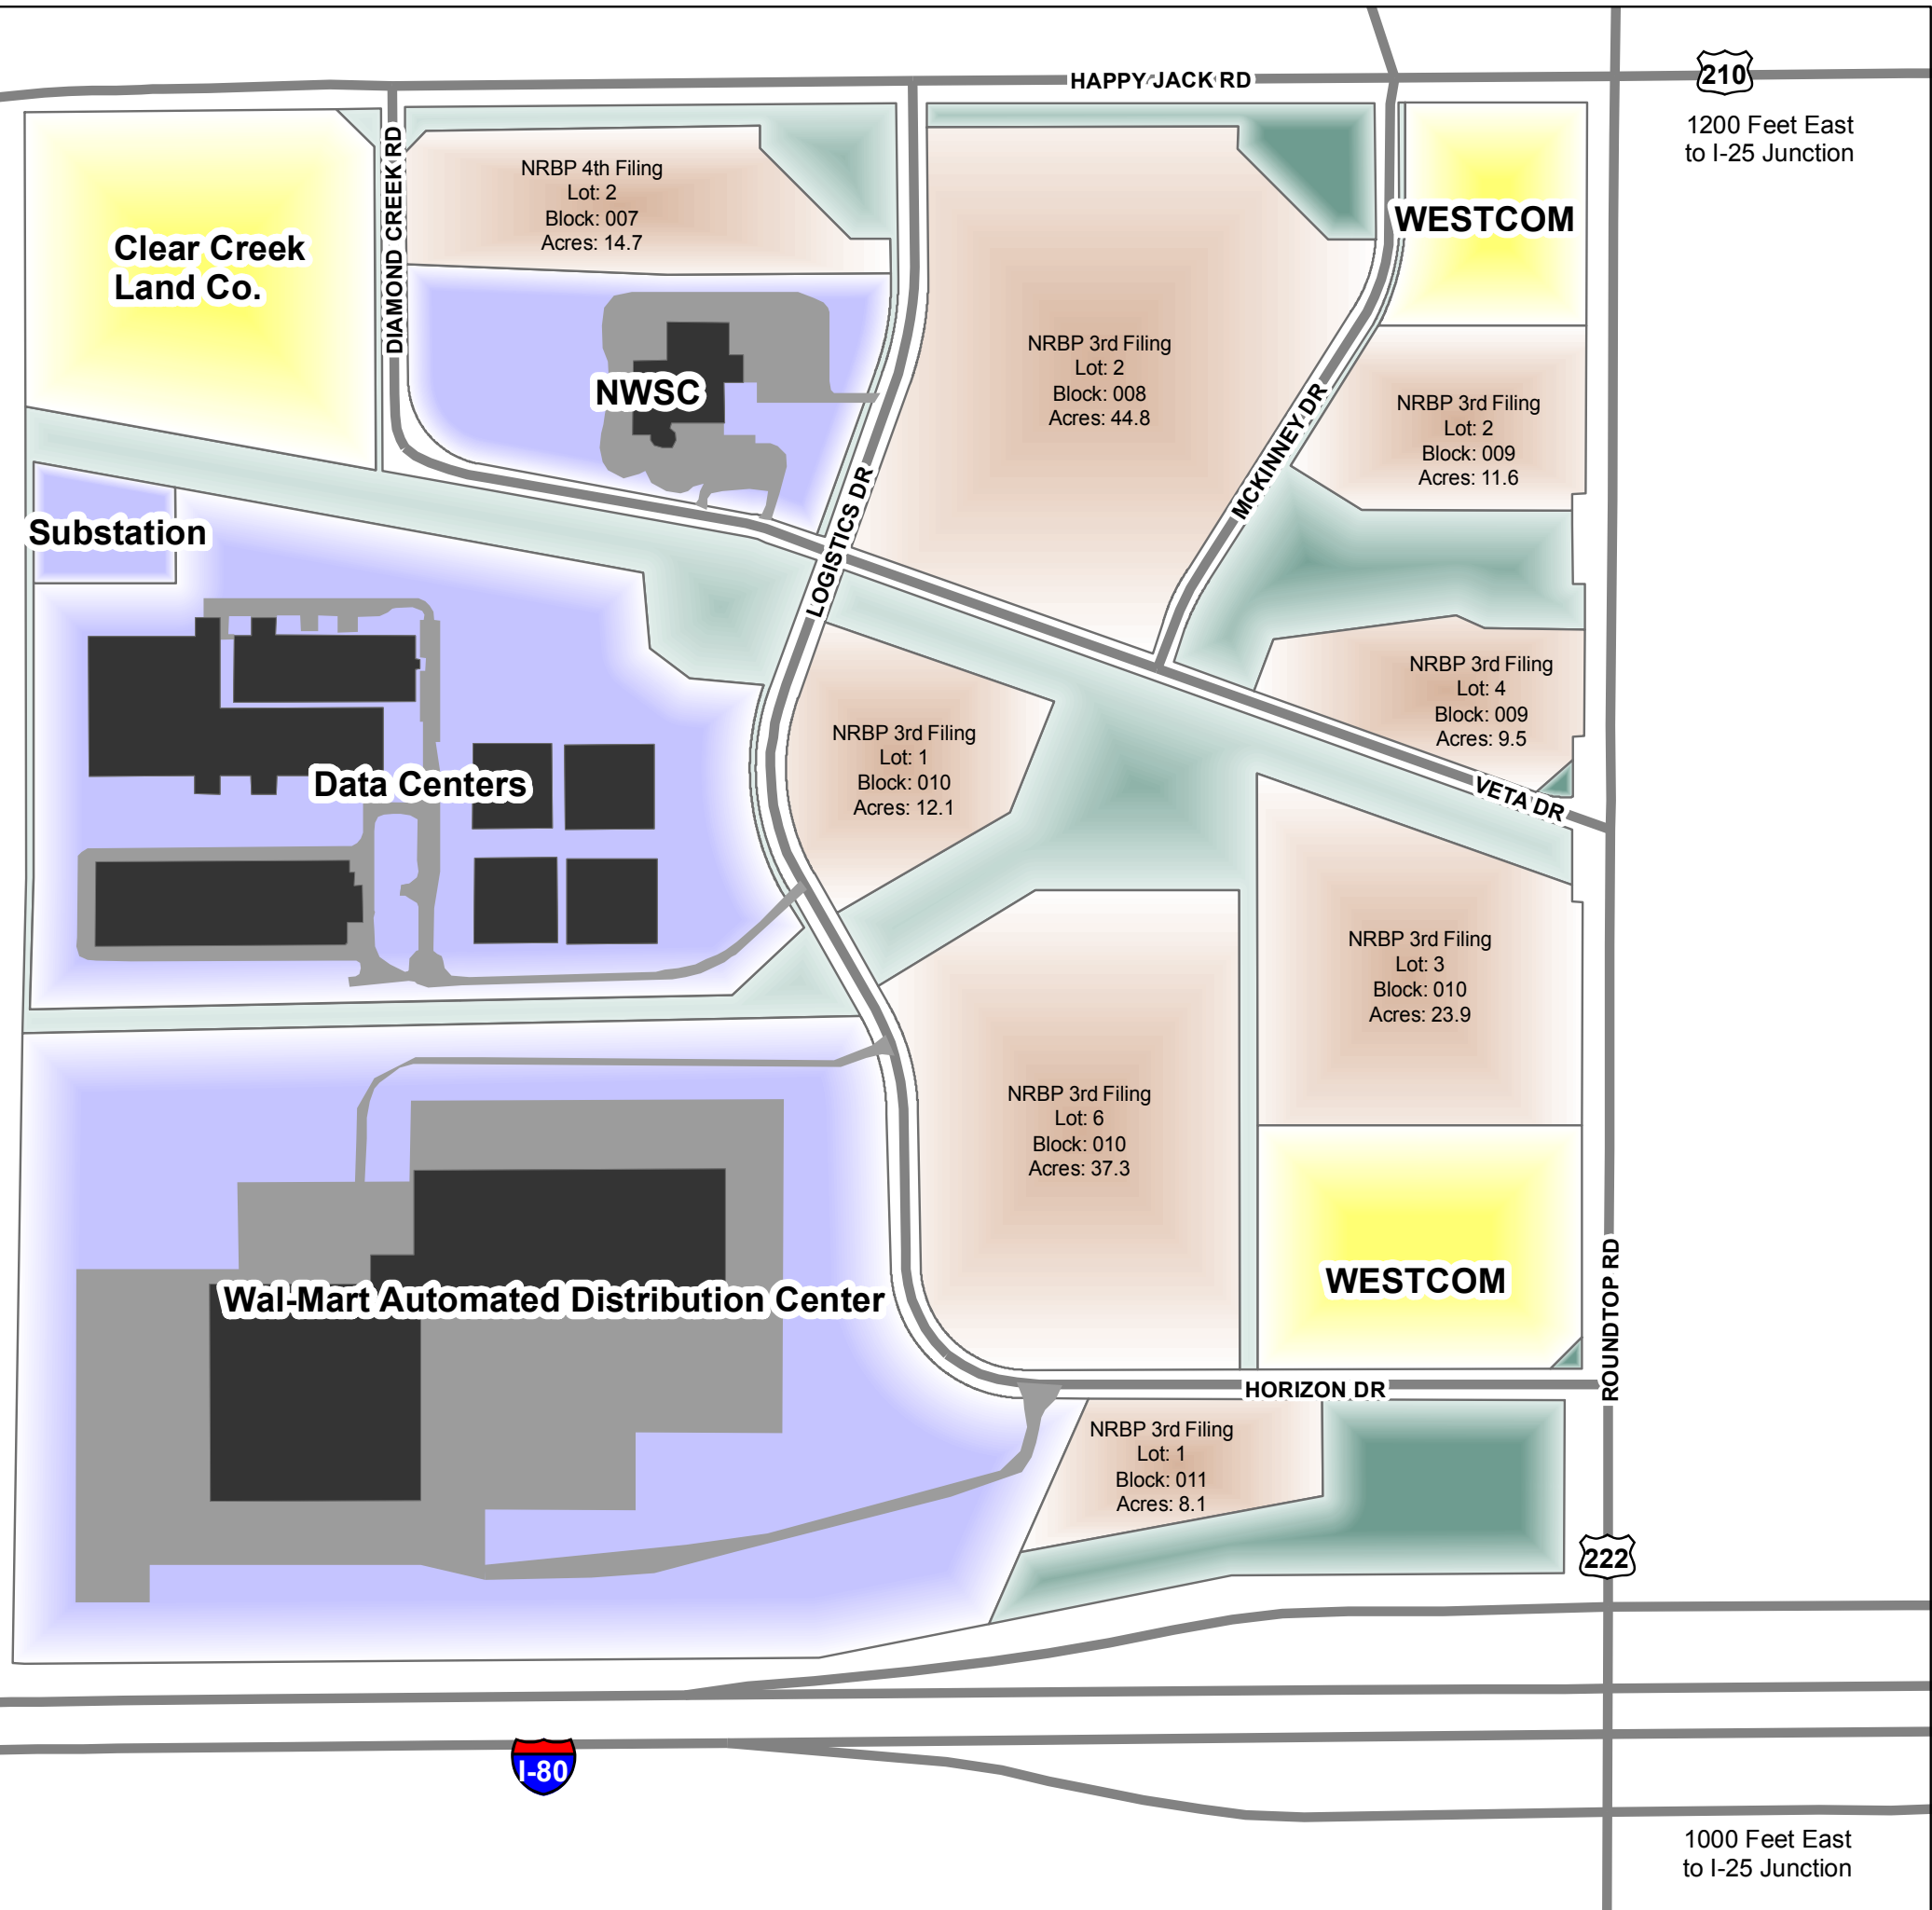 HAPPY JACK RD
210
1200 Feet East
to I-25 Junction
DIAMOND CREEK RD
NRBP 4th Filing
Lot: 2
Block: 007
Acres: 14.7
WESTCOM
Clear Creek
Land Co.
NWSC
NRBP 3rd Filing
Lot: 2
Block: 008
Acres: 44.8
MCKINNEY DR
NRBP 3rd Filing
Lot: 2
Block: 009
Acres: 11.6
Substation
LOGISTICS DR
NRBP 3rd Filing
Lot: 4
Block: 009
Acres: 9.5
NRBP 3rd Filing
Lot: 1
Block: 010
Acres: 12.1
Data Centers
VETA DR
NRBP 3rd Filing
Lot: 3
Block: 010
Acres: 23.9
NRBP 3rd Filing
Lot: 6
Block: 010
Acres: 37.3
WESTCOM
Wal-Mart Automated Distribution Center
ROUNDTOP RD
HORIZON DR
NRBP 3rd Filing
Lot: 1
Block: 011
Acres: 8.1
222
I-80
1000 Feet East
to I-25 Junction